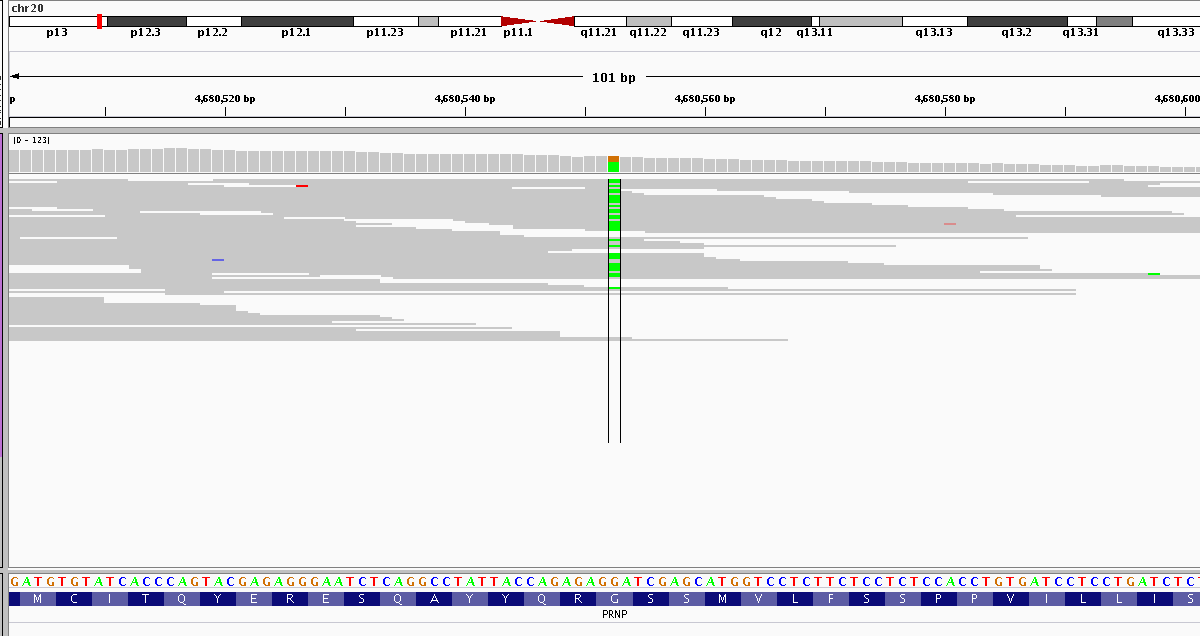 chr20
p13 p12.3 p12.2 p12.1 p11.23 p11.21 p11.1 q11.21 q11.22 q11.23 q12 q13.11 q13.13 q13.2 q13.31 q13.33
101 bp
p 4,680,520 bp 4,680,540 bp 4,680,560 bp 4,680,580 bp 4,680,600
[0 - 123]
GATGTGTATCACCCAGTACGAGAGGGAATCTCAGGCCTATTACCAGAGAGGATCGAGCATGGTCCTCTTCTCCTCTCCACCTGTGATCCTCCTGATCTC
M C I T Q Y E R E S Q A Y Y Q R G S S M V L F S S P P V I L L I S
PRNP